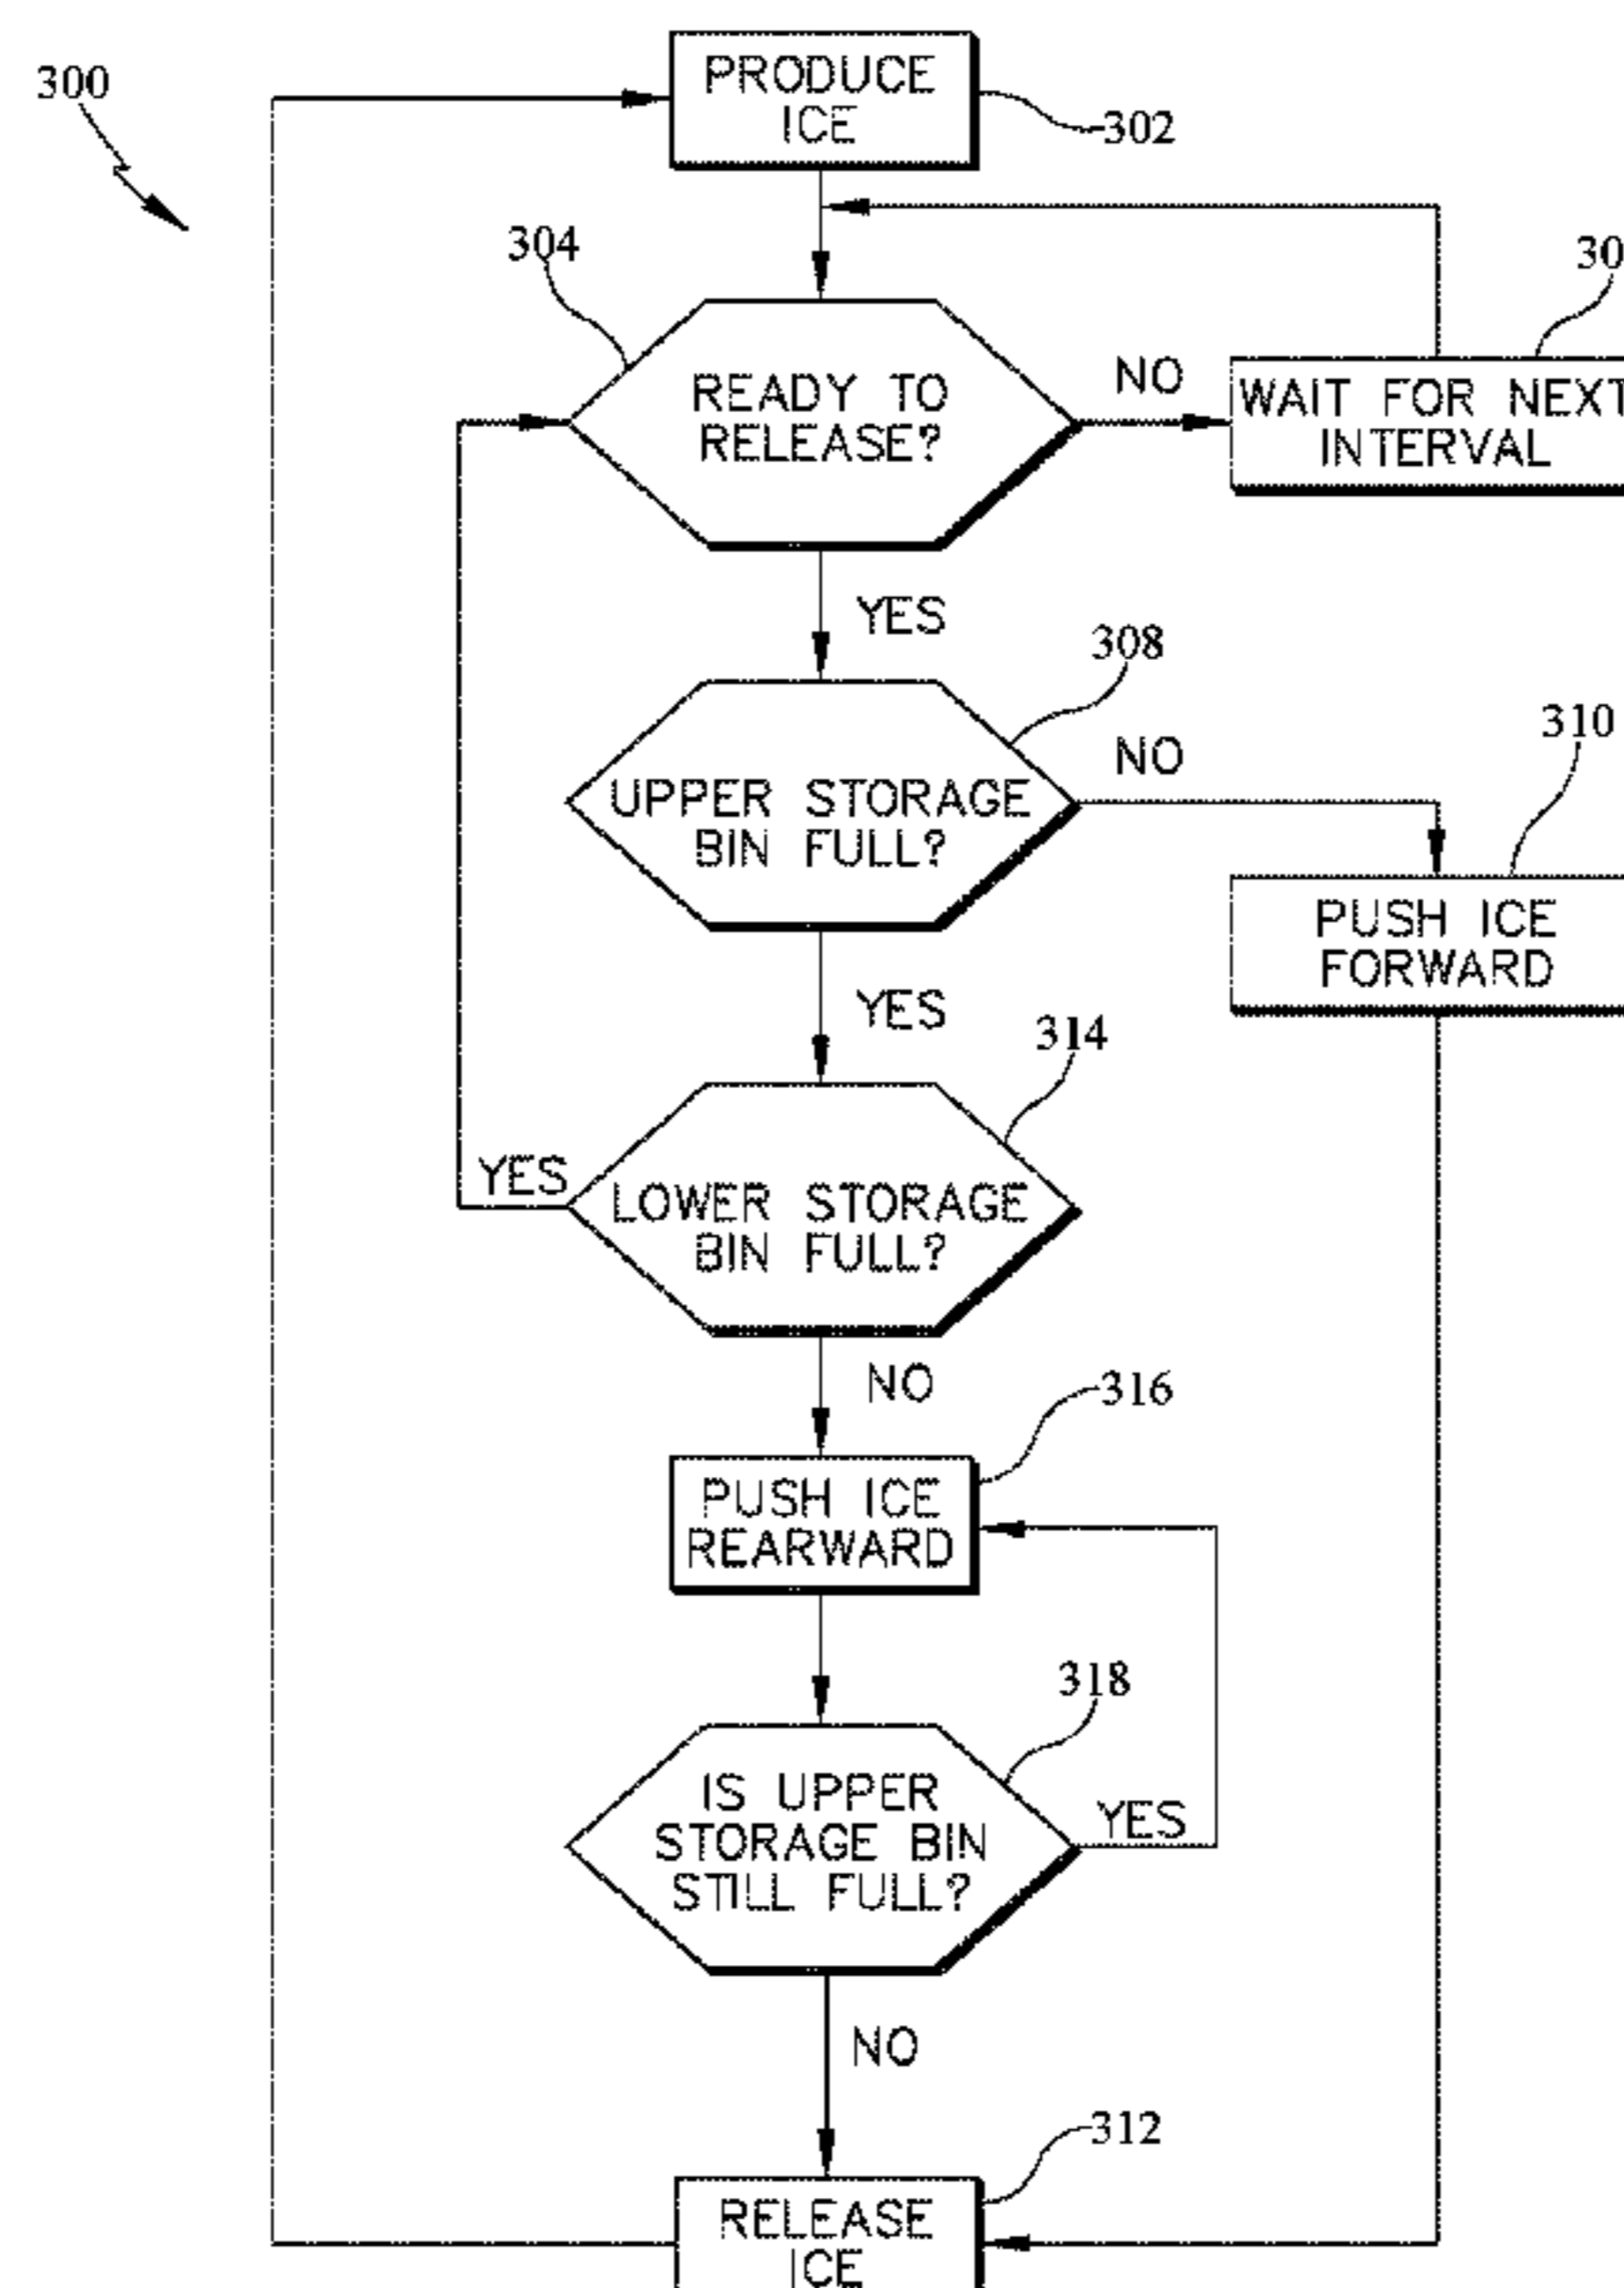 300
PRODUCE
ICE
302
304
READY TO
RELEASE?
NO
30
WAIT FOR NEXT
INTERVAL
YES
308
UPPER STORAGE
BIN FULL?
NO
310
PUSH ICE
FORWARD
YES
314
YES
LOWER STORAGE
BIN FULL?
NO
316
PUSH ICE
REARWARD
318
IS UPPER
STORAGE BIN
STILL FULL?
YES
NO
312
RELEASE
ICE